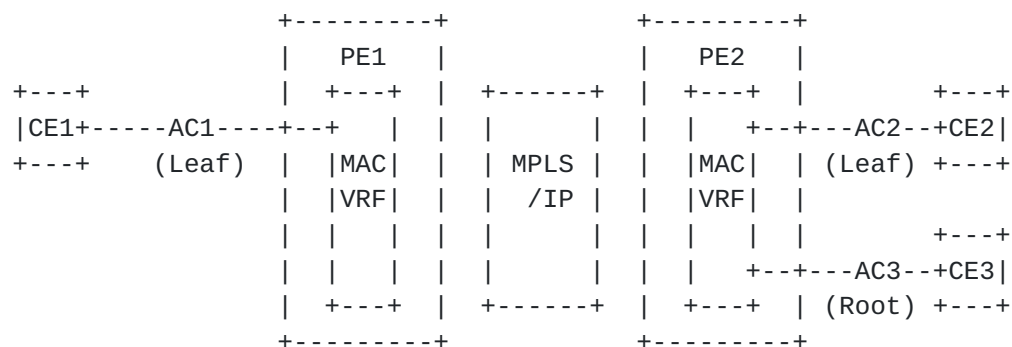 +---------+            +---------+
                 |   PE1   |            |   PE2   |
+---+            |  +---+  |  +------+  |  +---+  |         +---+
|CE1+-----AC1----+--+   |  |  |      |  |  |   +--+---AC2--+CE2|
+---+    (Leaf)  |  |MAC|  |  | MPLS |  |  |MAC|  | (Leaf) +---+
                 |  |VRF|  |  |  /IP |  |  |VRF|  |
                 |  |   |  |  |      |  |  |   |  |         +---+
                 |  |   |  |  |      |  |  |   +--+---AC3--+CE3|
                 |  +---+  |  +------+  |  +---+  | (Root) +---+
                 +---------+            +---------+